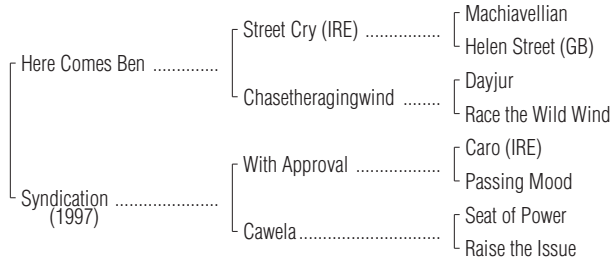 Machiavellian
Street Cry (IRE) ................
Helen Street (GB)
Here Comes Ben ..............
Dayjur
Chasetheragingwind ........
Race the Wild Wind
Caro (IRE)
With Approval ..................
Passing Mood
Syndication ......................
(1997)
Seat of Power
Cawela..............................
Raise the Issue